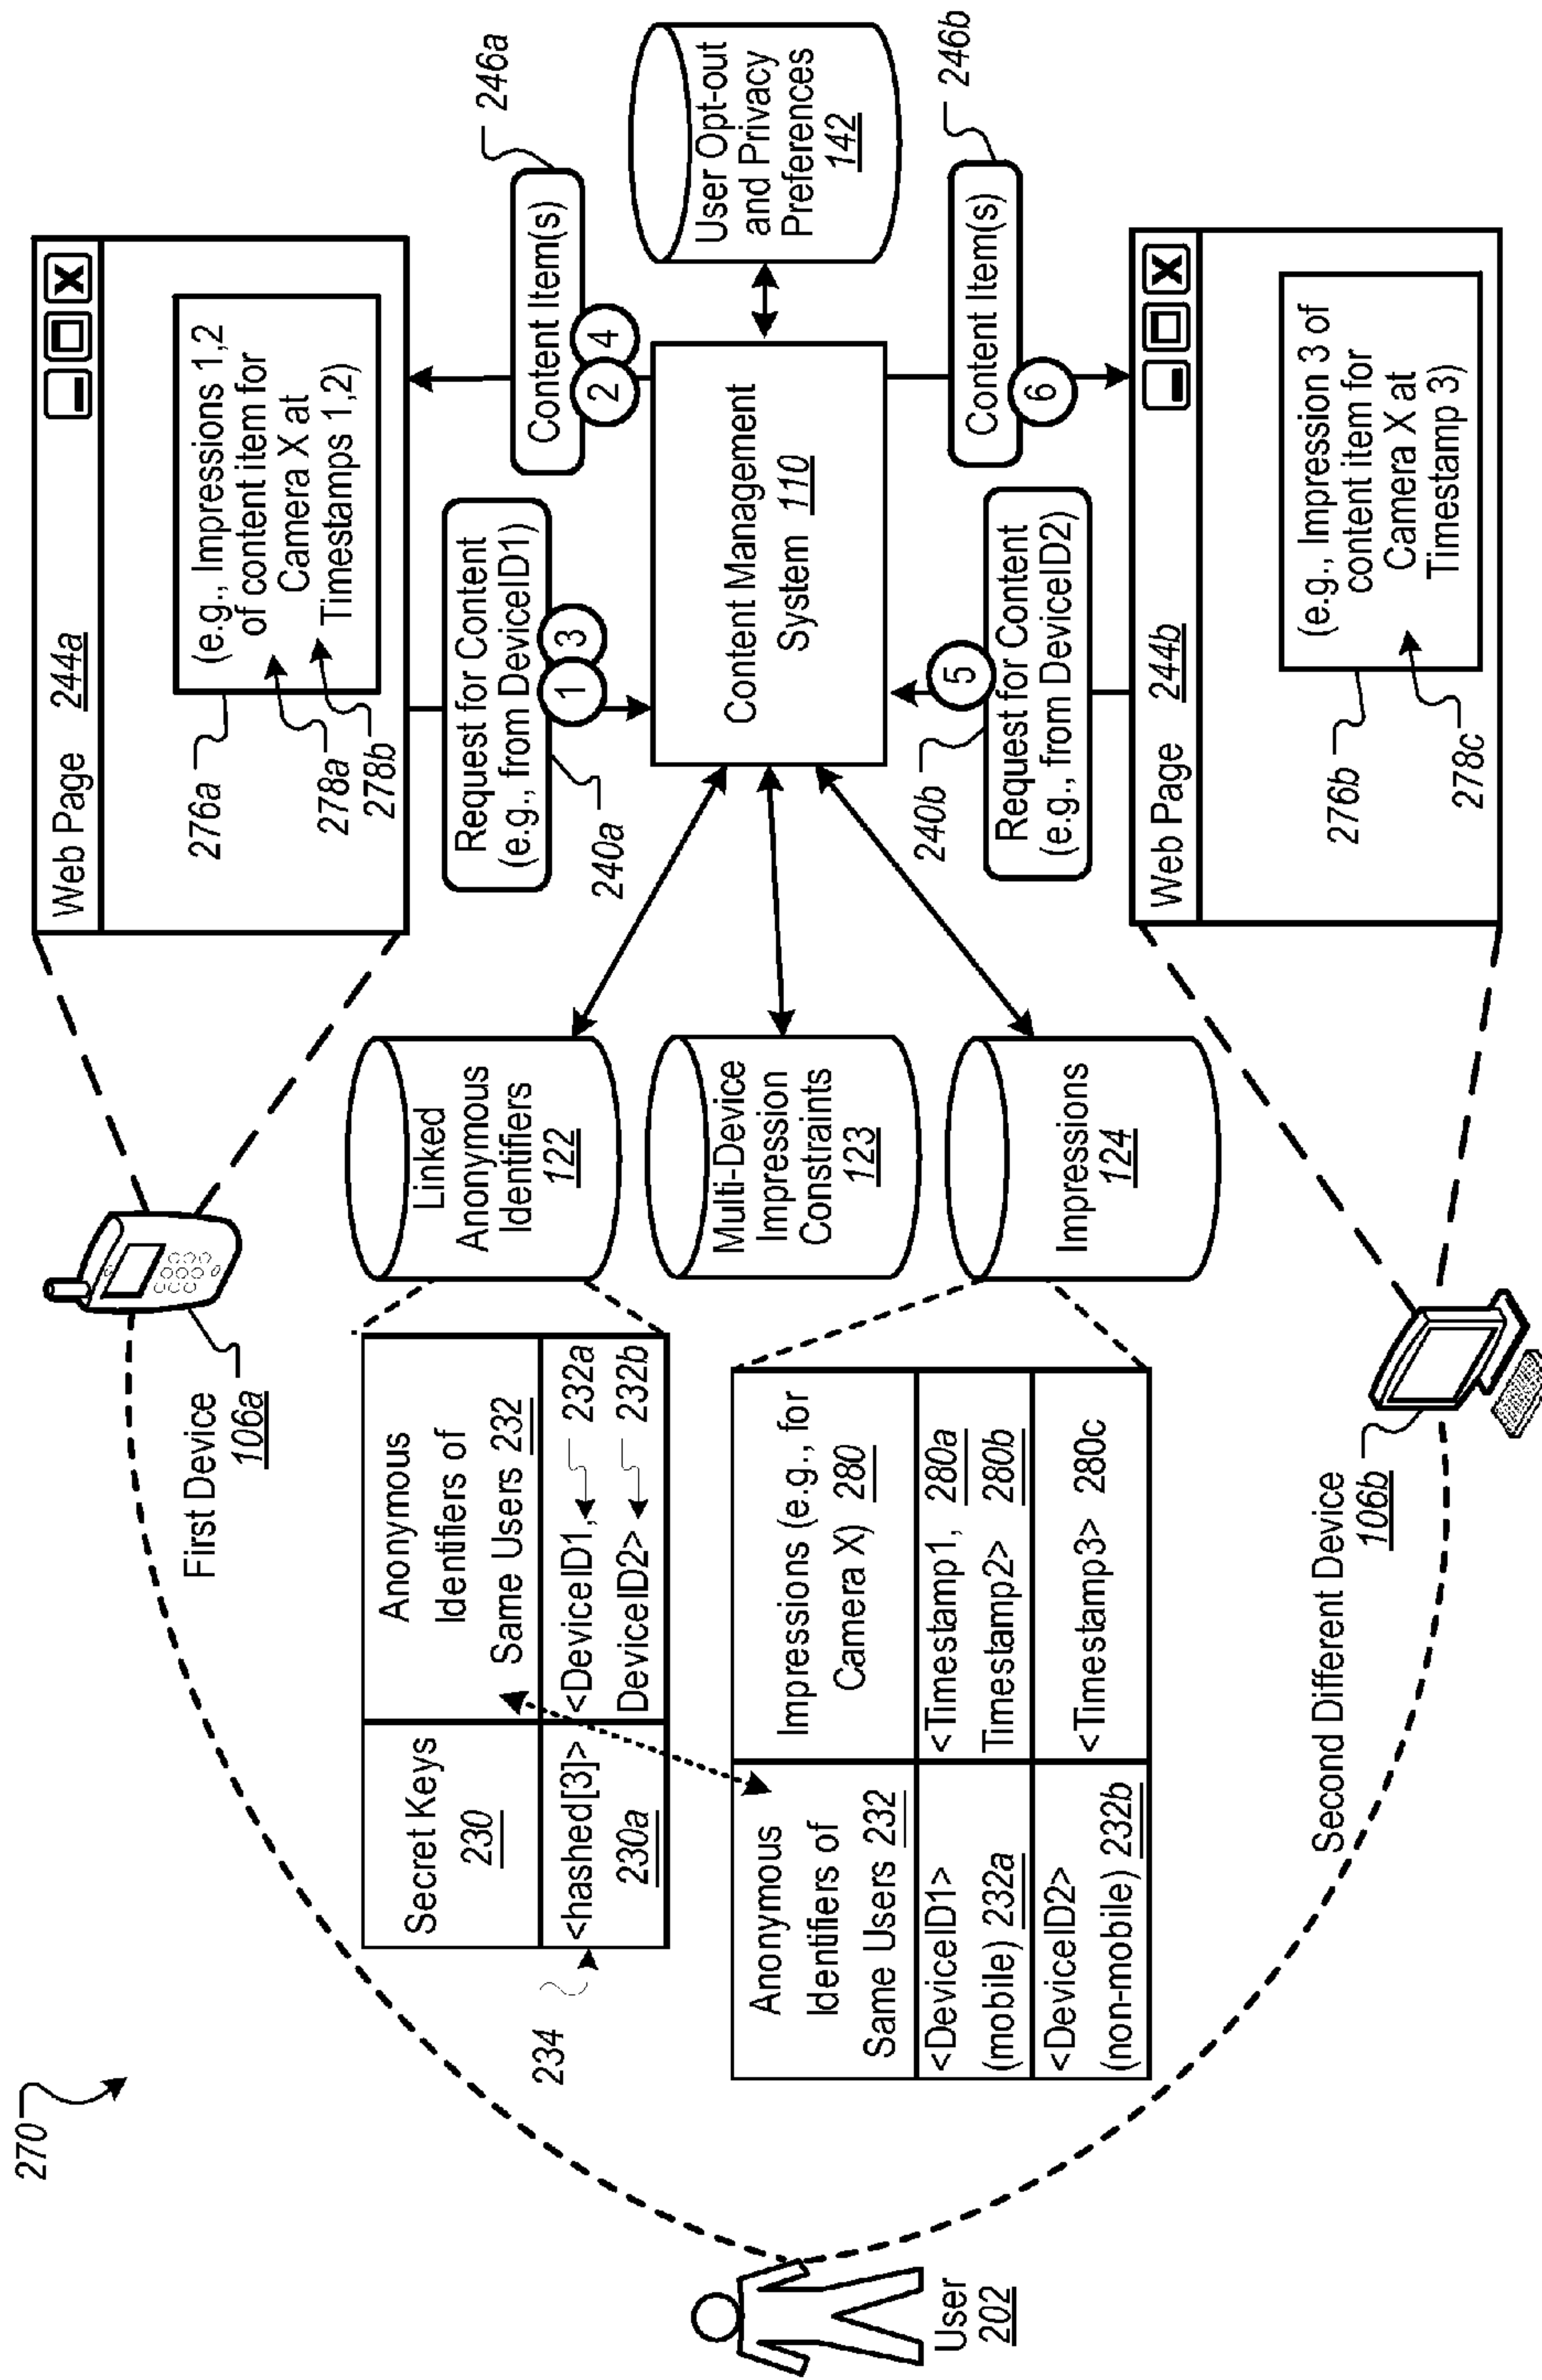 270
User
202
First Device
106a
Second Different Device
106b
234
Secret Keys
230
Anonymous
Identifiers of
Same Users 232
<hashed[3]>
230a
<DeviceID1,
232a
DeviceID2>
232b
Anonymous
Identifiers of
Same Users 232
Impressions (e.g., for
Camera X) 280
<DeviceID1>
(mobile) 232a
<Timestamp1, 280a
Timestamp2> 280b
<DeviceID2>
(non-mobile) 232b
<Timestamp3> 280c
Linked
Anonymous
Identifiers
122
Multi-Device
Impression
Constraints
123
Impressions
124
Web Page 244a
276a
278a
278b
(e.g., Impressions 1,2
of content item for
Camera X at
Timestamps 1,2)
Request for Content
(e.g., from DeviceID1)
240a
1
3
Content Item(s)
246a
2
4
Content Management
System 110
User Opt-out
and Privacy
Preferences
142
240b
5
Request for Content
(e.g., from DeviceID2)
Content Item(s)
246b
6
Web Page 244b
276b
278c
(e.g., Impression 3 of
content item for
Camera X at
Timestamp 3)